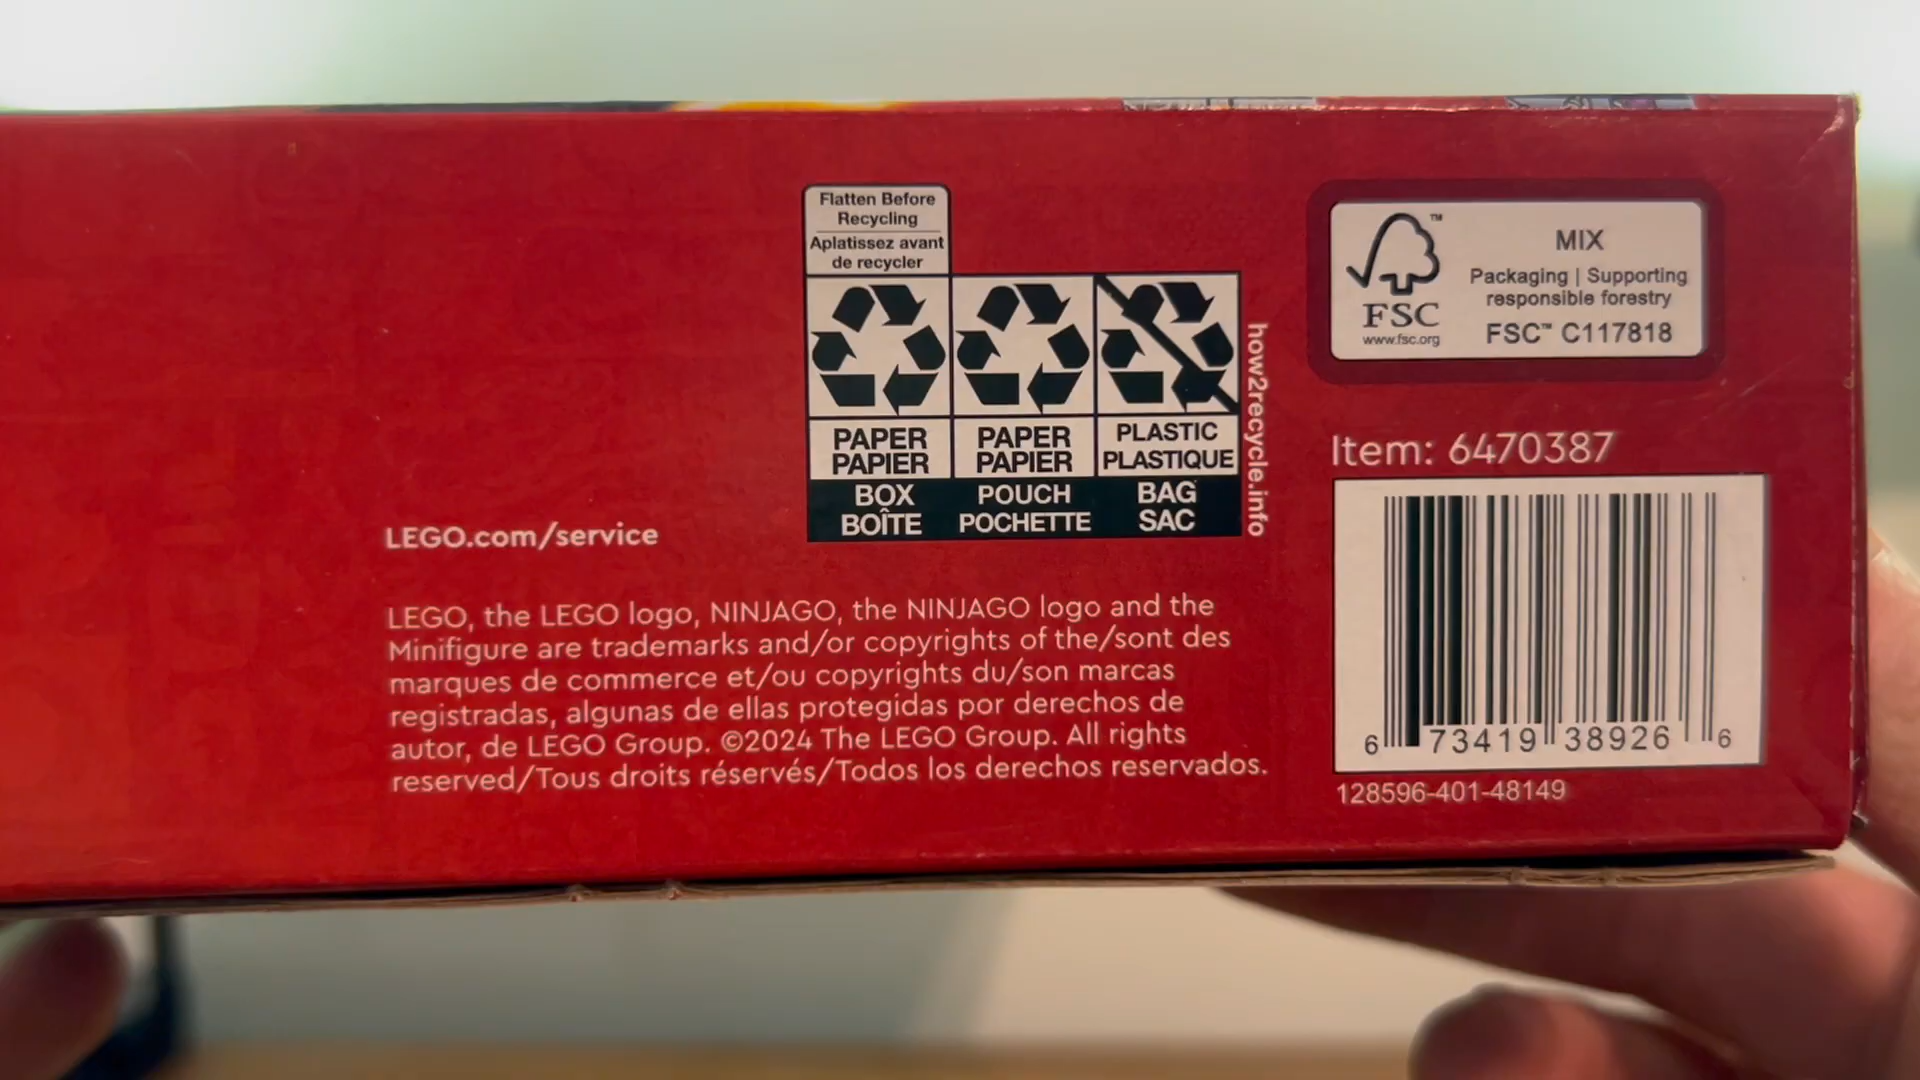 Flatten Before
Recycling
Aplatissez avant
de recycler
PAPER
PAPIER
BOX
BOÎTE
PAPER
PAPIER
POUCH
POCHETTE
PLASTIC
PLASTIQUE
BAG
SAC
how2recycle.info
FSC
www.fsc.org
MIX
Packaging | Supporting
responsible forestry
FSC™ C117818
LEGO.com/service
LEGO, the LEGO logo, NINJAGO, the NINJAGO logo and the
Minifigure are trademarks and/or copyrights of the/sont des
marques de commerce et/ou copyrights du/son marcas
registradas, algunas de ellas protegidas por derechos de
autor, de LEGO Group. ©2024 The LEGO Group. All rights
reserved/Tous droits réservés/Todos los derechos reservados.
Item: 6470387
6 73419 38926 6
128596-401-48149